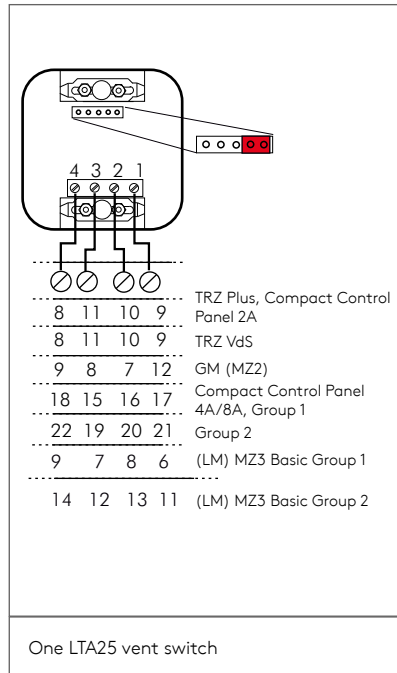 4 3 2 1
8 11 10 9 TRZ Plus, Compact Control
Panel 2A
8 11 10 9 TRZ VdS
9 8 7 12 GM (MZ2)
18 15 16 17 Compact Control Panel
4A/8A, Group 1
22 19 20 21 Group 2
9 7 8 6 (LM) MZ3 Basic Group 1
14 12 13 11 (LM) MZ3 Basic Group 2
One LTA25 vent switch